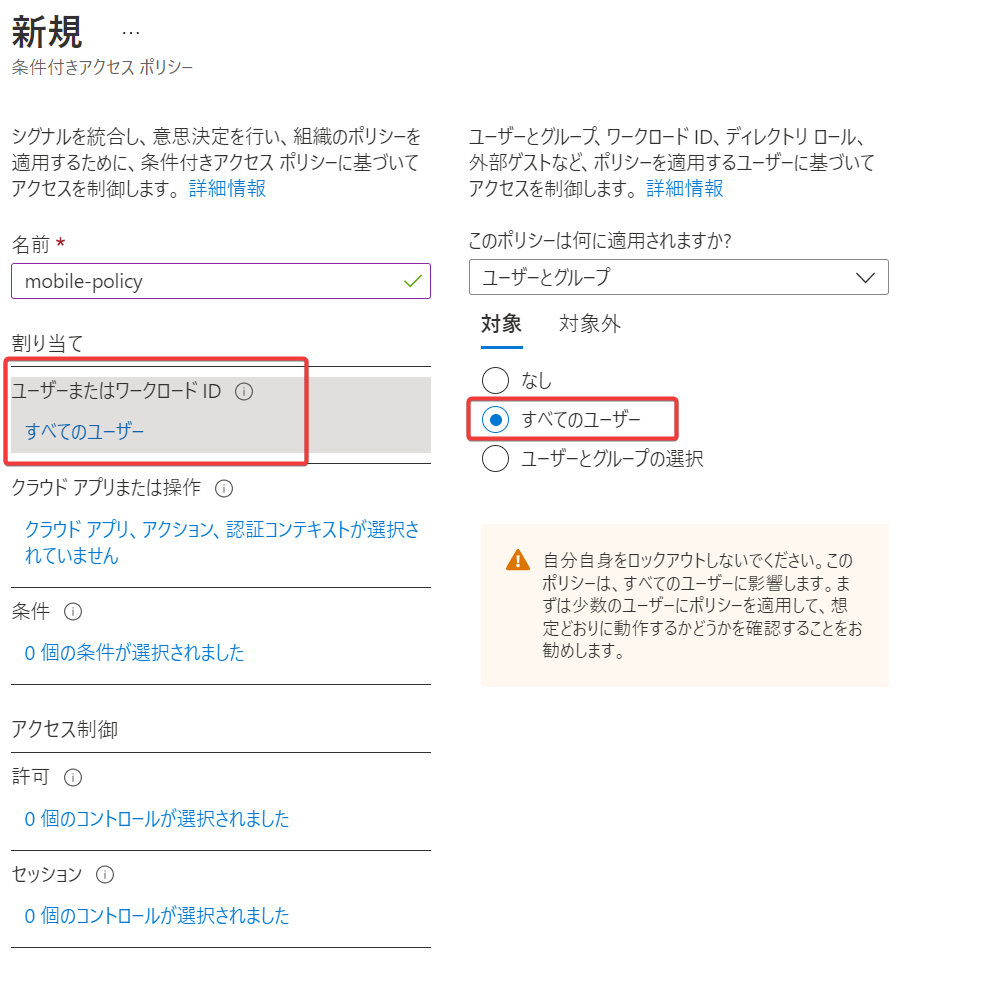 新規 …
条件付きアクセス ポリシー
シグナルを統合し、意思決定を行い、組織のポリシーを
適用するために、条件付きアクセス ポリシーに基づいて
アクセスを制御します。 詳細情報
名前 *
mobile-policy
割り当て
ユーザーまたはワークロード ID
すべてのユーザー
クラウド アプリまたは操作
クラウド アプリ、アクション、認証コンテキストが選択さ
れていません
条件
0 個の条件が選択されました
アクセス制御
許可
0 個のコントロールが選択されました
セッション
0 個のコントロールが選択されました
ユーザーとグループ、ワークロード ID、ディレクトリ ロール、
外部ゲストなど、ポリシーを適用するユーザーに基づいて
アクセスを制御します。 詳細情報
このポリシーは何に適用されますか?
ユーザーとグループ
対象 対象外
なし
すべてのユーザー
ユーザーとグループの選択
自分自身をロックアウトしないでください。この
ポリシーは、すべてのユーザーに影響します。ま
ずは少数のユーザーにポリシーを適用して、想
定どおりに動作するかどうかを確認することをお
勧めします。